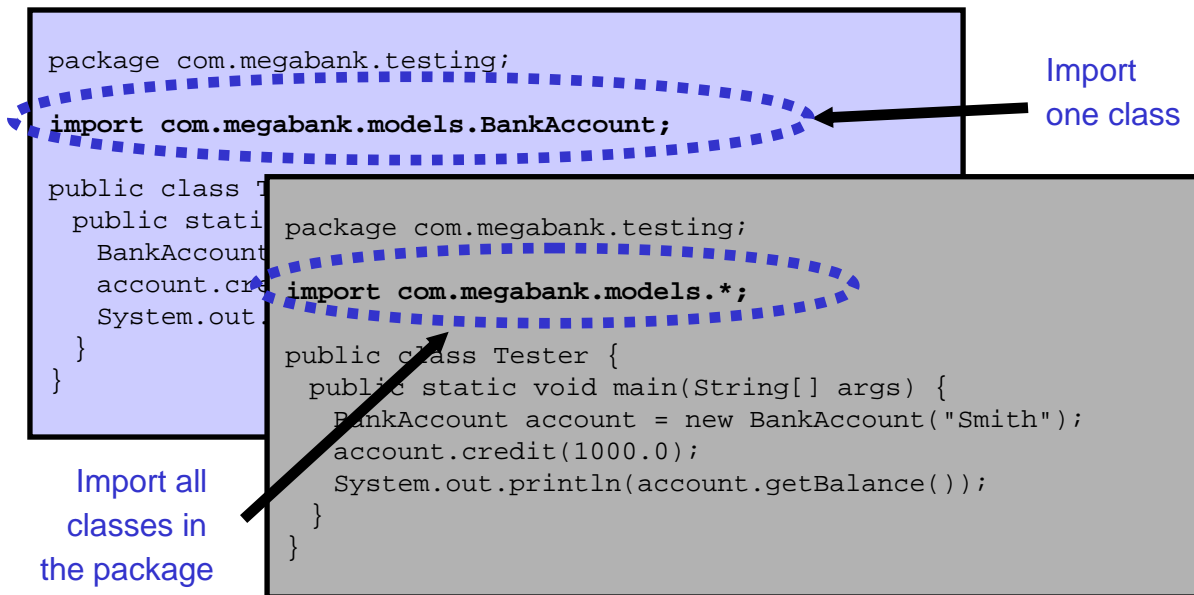 package com.megabank.testing;
import com.megabank.models.BankAccount;
public class
public stati
BankAccount
account.cre
System.out.
}
}
Import
one class
package com.megabank.testing;
import com.megabank.models.*;
public class Tester {
public static void main(String[] args) {
BankAccount account = new BankAccount("Smith");
account.credit(1000.0);
System.out.println(account.getBalance());
}
}
Import all
classes in
the package